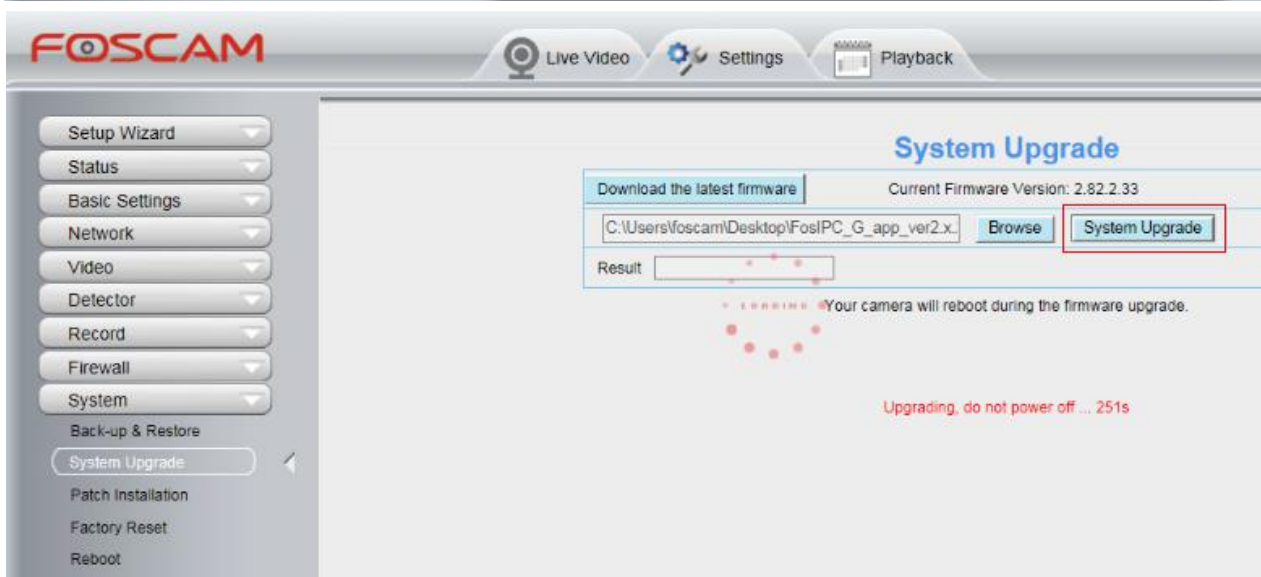 FOSCAM
Live Video
Settings
Playback
Setup Wizard
Status
Basic Settings
Network
Video
Detector
Record
Firewall
System
Back-up & Restore
System Upgrade
Patch Installation
Factory Reset
Reboot
System Upgrade
Download the latest firmware Current Firmware Version: 2.82.2.33
C:\Users\foscam\Desktop\FosIPC_G_app_ver2.x. Browse System Upgrade
Result
LOADING Your camera will reboot during the firmware upgrade.
Upgrading, do not power off ... 251s